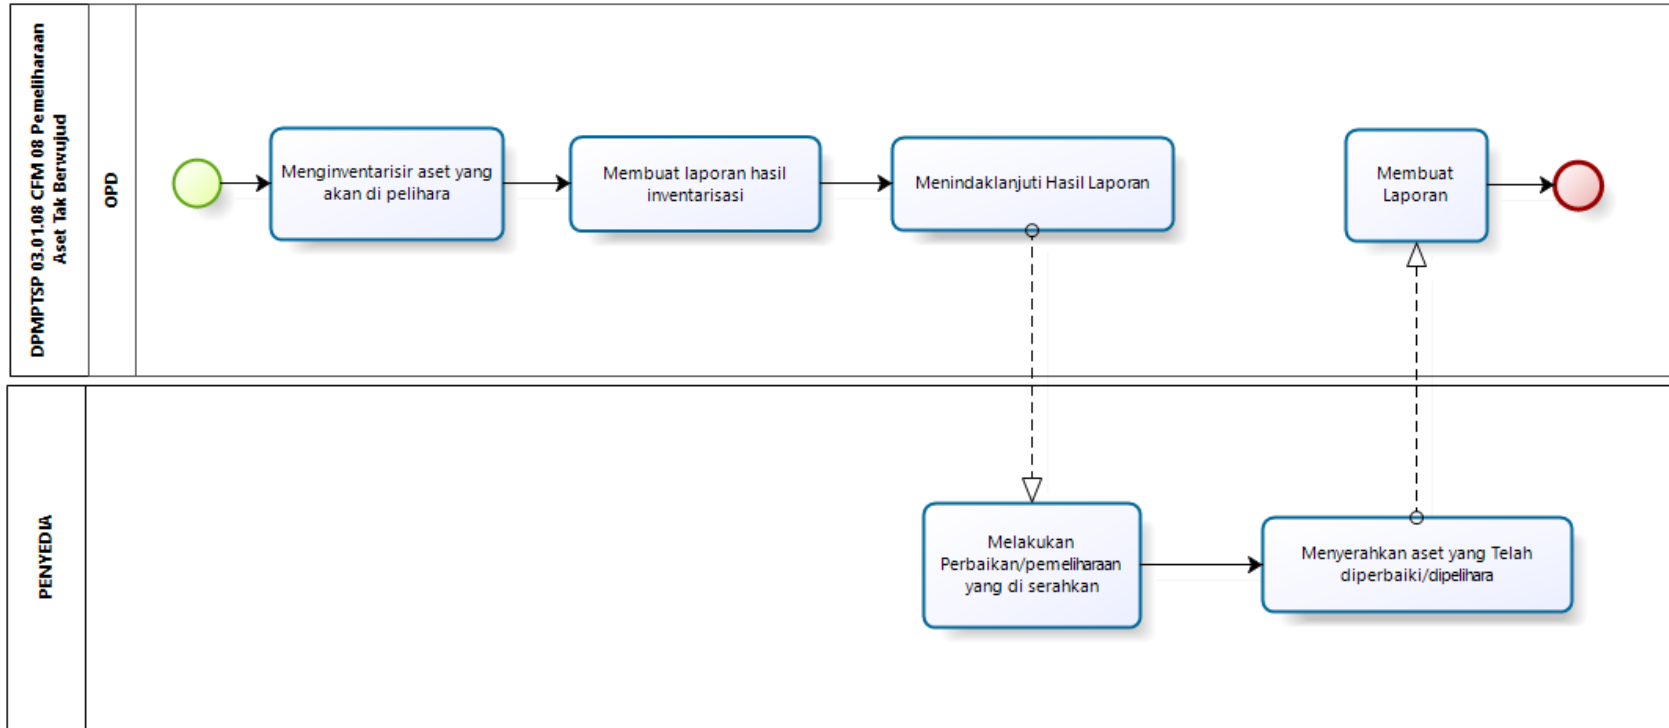 DPMPTSP 03.01.08 CFM 08 Pemeliharaan
Aset Tak Berwujud
OPD
Menginventarisir aset yang
akan di pelihara
Membuat laporan hasil
inventarisasi
Menindaklanjuti Hasil Laporan
Membuat
Laporan
PENYEDIA
Melakukan
Perbaikan/pemeliharaan
yang di serahkan
Menyerahkan aset yang Telah
diperbaiki/dipelihara